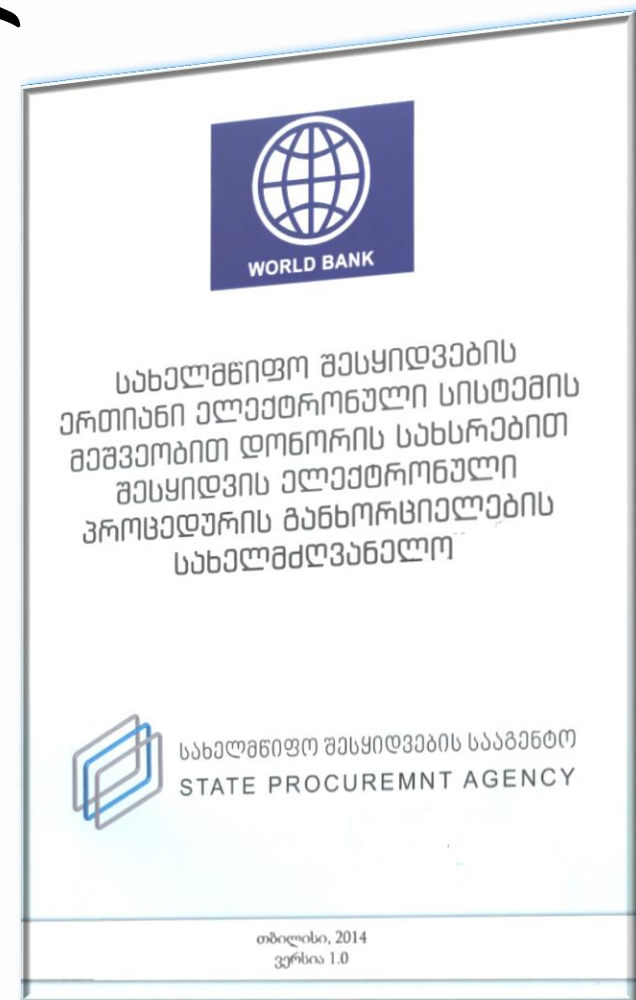 WORLD BANK
სახელმწიფო შესყიდვების
ერთიანი ელექტრონული სისტემის
მეშვეობით დონორის სახსრებით
შესყიდვის ელექტრონული
პროცედურის განხორციელების
სახელმძღვანელო
სახელმწიფო შესყიდვების სააგენტო
STATE PROCUREMNT AGENCY
თბილისი, 2014
ვერსია 1.0